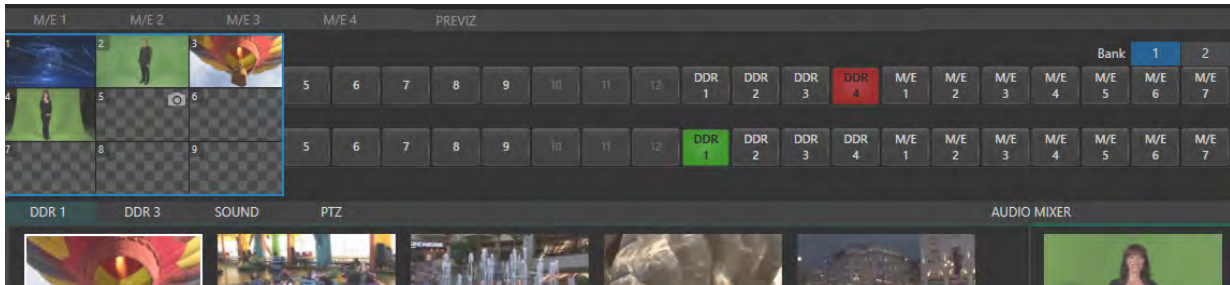 M/E 1 M/E 2 M/E 3 M/E 4 PREVIZ
Bank 1 2
1 2 3
5 6 7 8 9 10 11 12 DDR 1 DDR 2 DDR 3 DDR 4 M/E 1 M/E 2 M/E 3 M/E 4 M/E 5 M/E 6 M/E 7
4 5 6
5 6 7 8 9 10 11 12 DDR 1 DDR 2 DDR 3 DDR 4 M/E 1 M/E 2 M/E 3 M/E 4 M/E 5 M/E 6 M/E 7
7 8 9
DDR 1 DDR 3 SOUND PTZ AUDIO MIXER